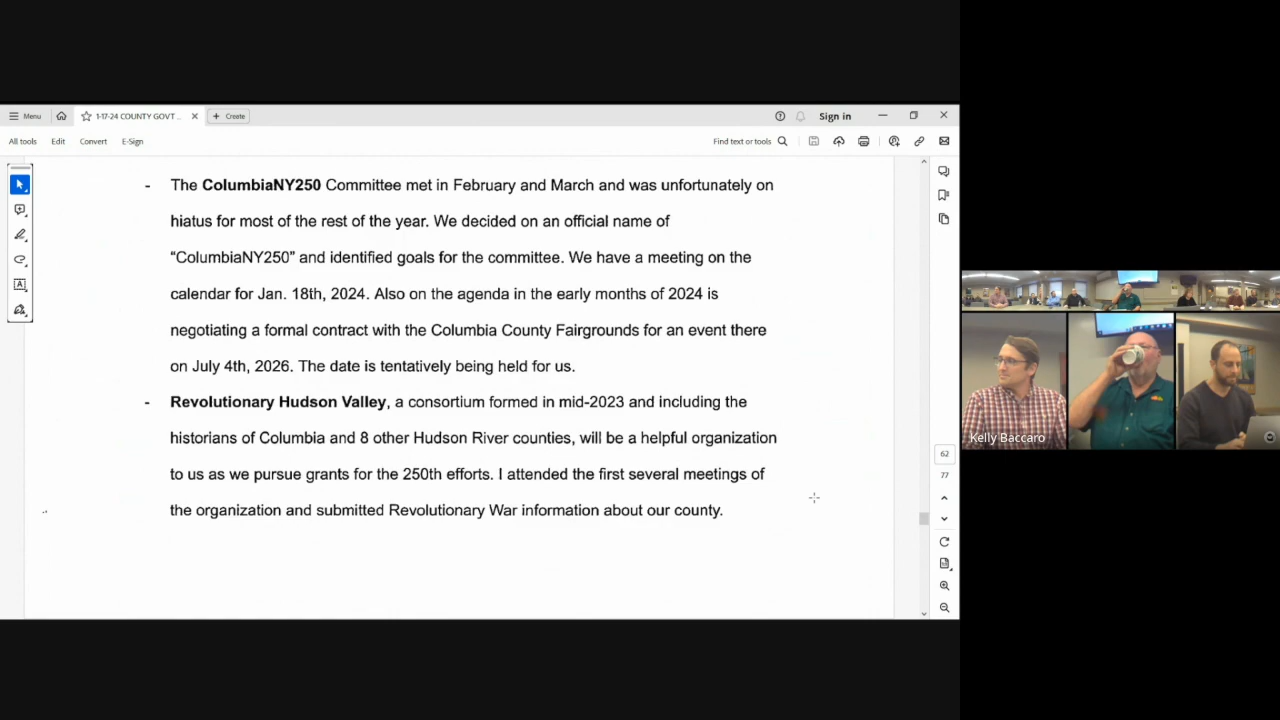 Menu
1-17-24 COUNTY GOVT ...
Create
Sign in
All tools
Edit
Convert
E-Sign
Find text or tools
- The ColumbiaNY250 Committee met in February and March and was unfortunately on
hiatus for most of the rest of the year. We decided on an official name of
“ColumbiaNY250” and identified goals for the committee. We have a meeting on the
calendar for Jan. 18th, 2024. Also on the agenda in the early months of 2024 is
negotiating a formal contract with the Columbia County Fairgrounds for an event there
on July 4th, 2026. The date is tentatively being held for us.
- Revolutionary Hudson Valley, a consortium formed in mid-2023 and including the
historians of Columbia and 8 other Hudson River counties, will be a helpful organization
to us as we pursue grants for the 250th efforts. I attended the first several meetings of
the organization and submitted Revolutionary War information about our county.
62
77
Kelly Baccaro